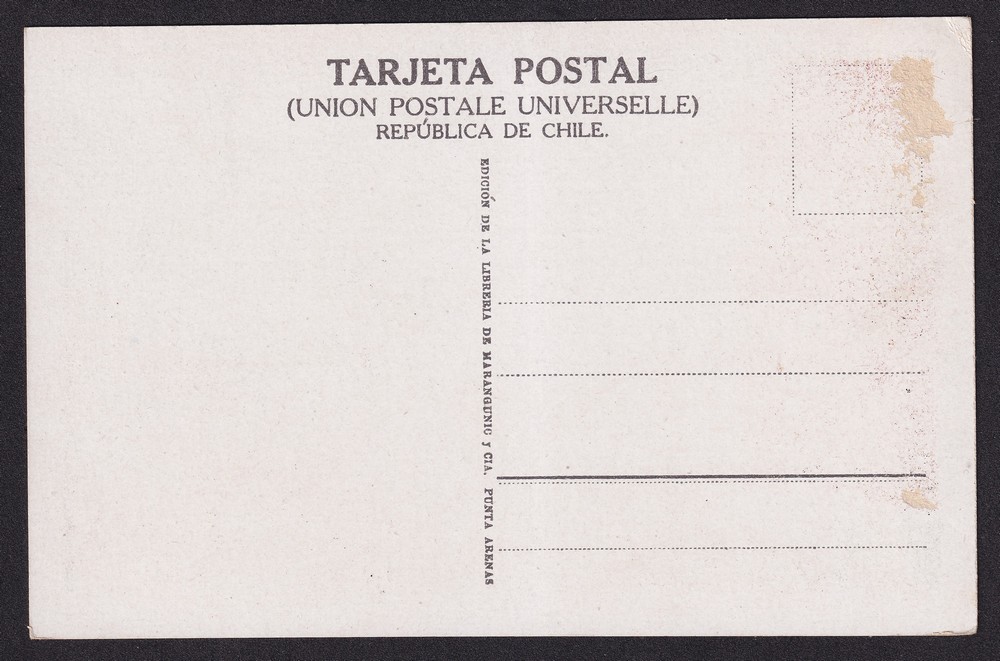 TARJETA POSTAL
(UNION POSTALE UNIVERSELLE)
REPÚBLICA DE CHILE.
EDICIÓN DE LA LIBRERIA DE MARANGUNIC y CIA. PUNTA ARENAS